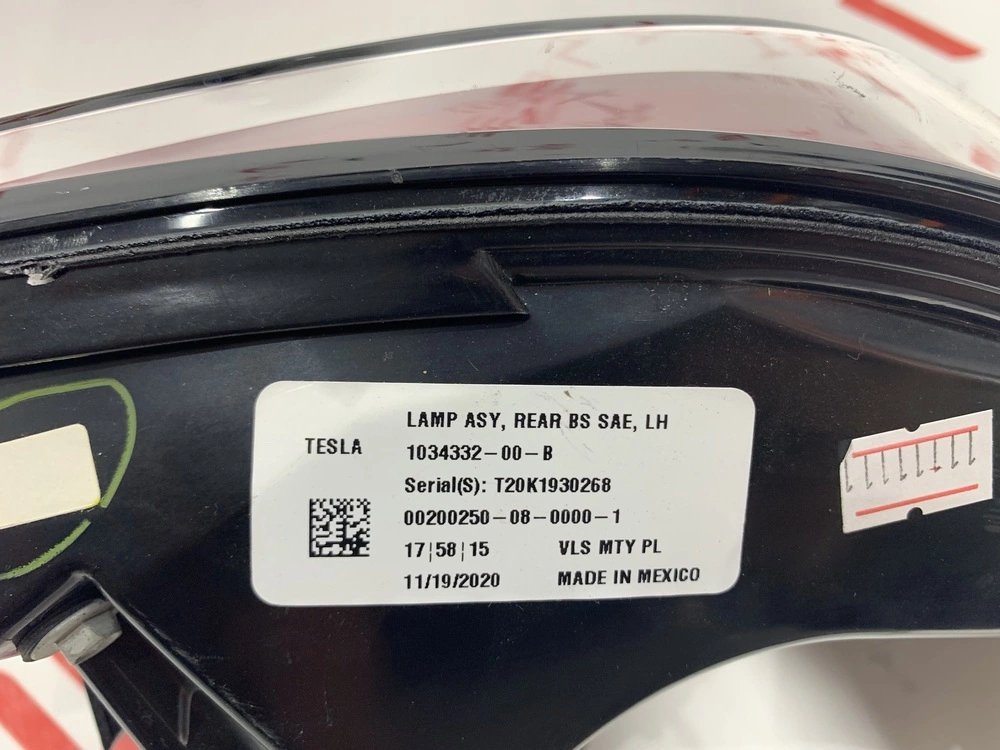 LAMP ASY, REAR BS SAE, LH
TESLA
1034332-00-B
Serial(S): T20K1930268
00200250-08-0000-1
17¦58¦15 VLS MTY PL
11/19/2020 MADE IN MEXICO